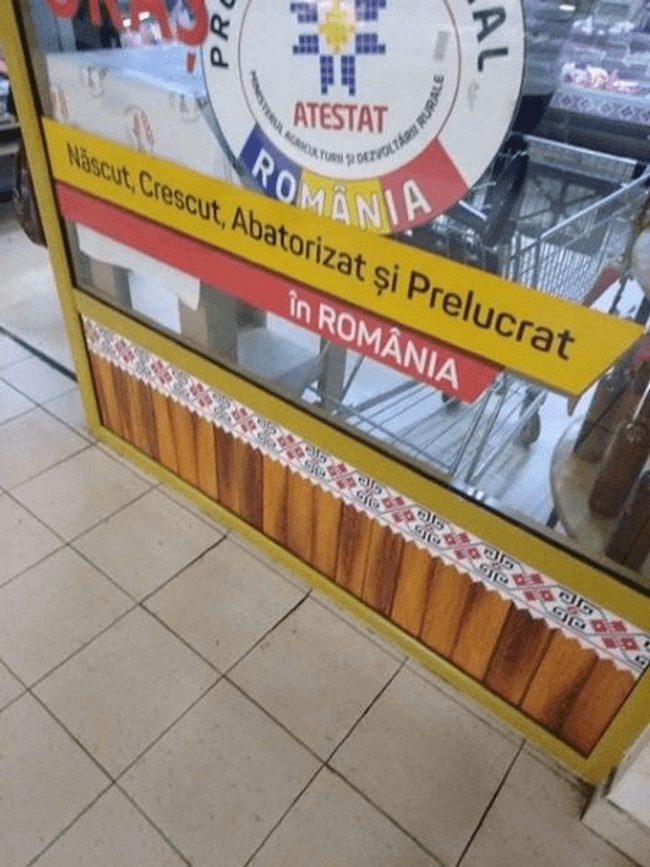 ATESTAT
MINISTERUL AGRICULTURII ȘI DEZVOLTĂRII RURALE
ROMÂNIA
Născut, Crescut, Abatorizat și Prelucrat
în ROMÂNIA